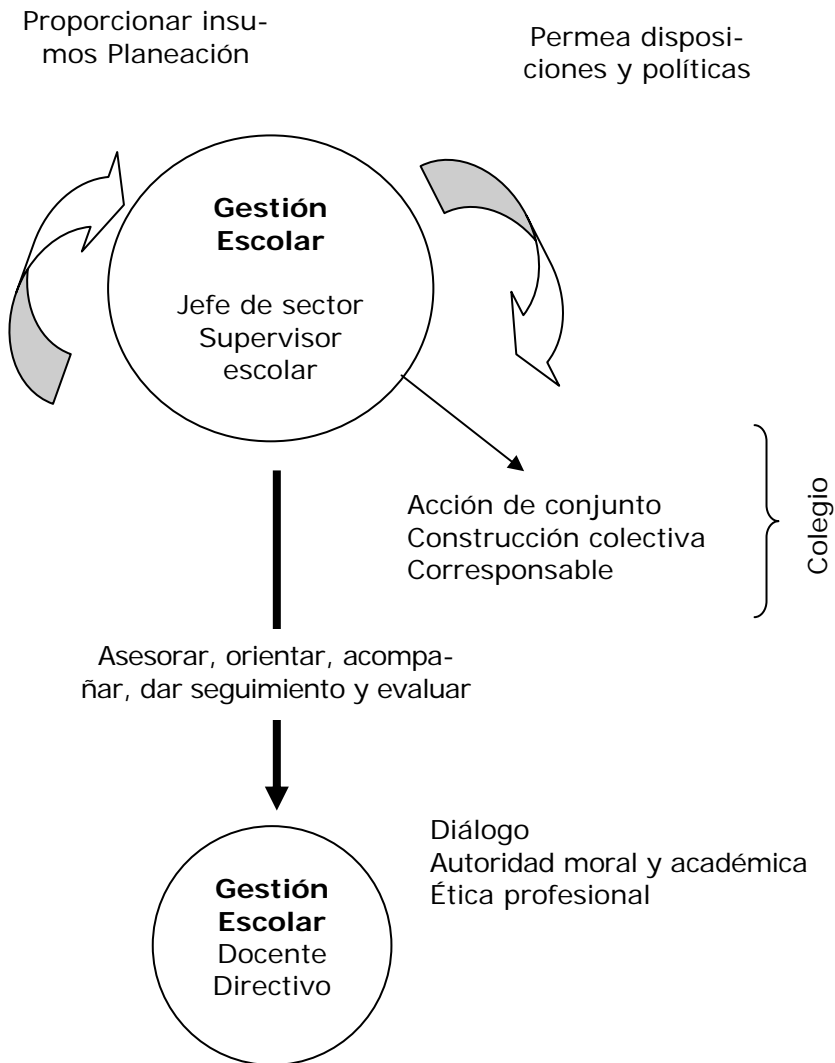 Proporcionar insu-
mos Planeación
Permea disposi-
ciones y políticas
Gestión
Escolar
Jefe de sector
Supervisor
escolar
Acción de conjunto
Construcción colectiva
Corresponsable
Colegio
Asesorar, orientar, acompa-
ñar, dar seguimiento y evaluar
Diálogo
Autoridad moral y académica
Ética profesional
Gestión
Escolar
Docente
Directivo